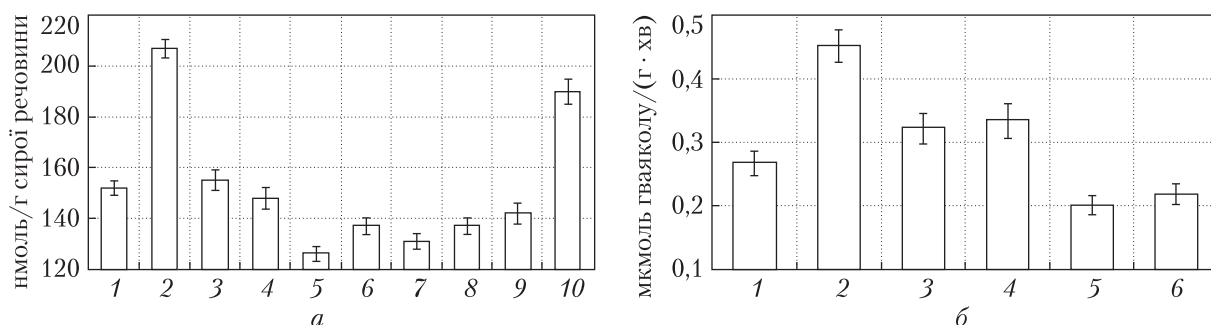 нмоль/г сирої речовини
220
200
180
160
140
120
1 2 3 4 5 6 7 8 9 10
а
мкмоль гваяколу/(г · хв)
0,5
0,4
0,3
0,2
0,1
1 2 3 4 5 6
б